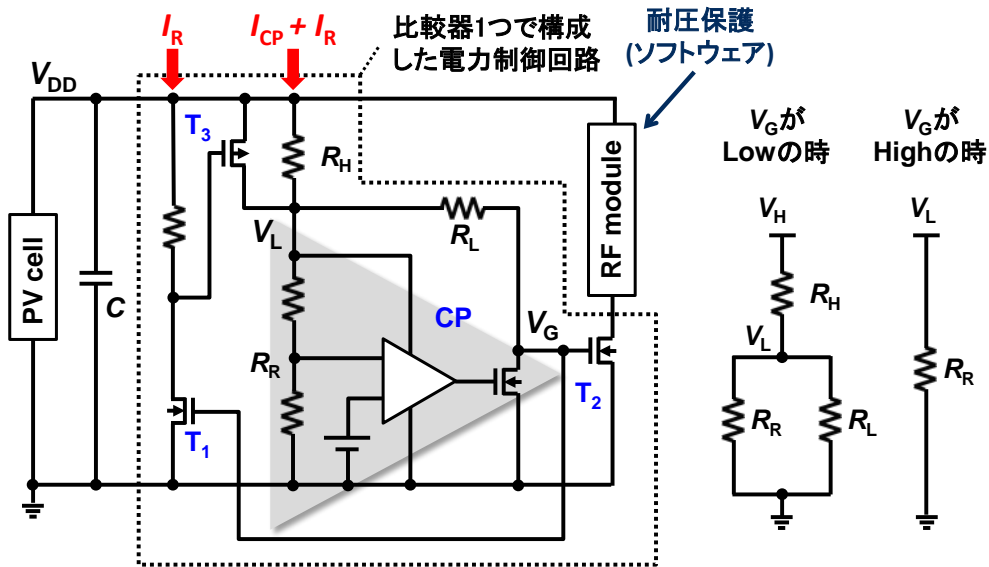 I_R
I_CP + I_R
比較器1つで構成
した電力制御回路
耐圧保護
(ソフトウェア)
V_DD
T_3
R_H
V_L
R_L
PV cell
C
CP
V_G
R_R
T_1
T_2
RF module
V_Gが
Lowの時
V_H
R_H
V_L
R_R
R_L
V_Gが
Highの時
V_L
R_R